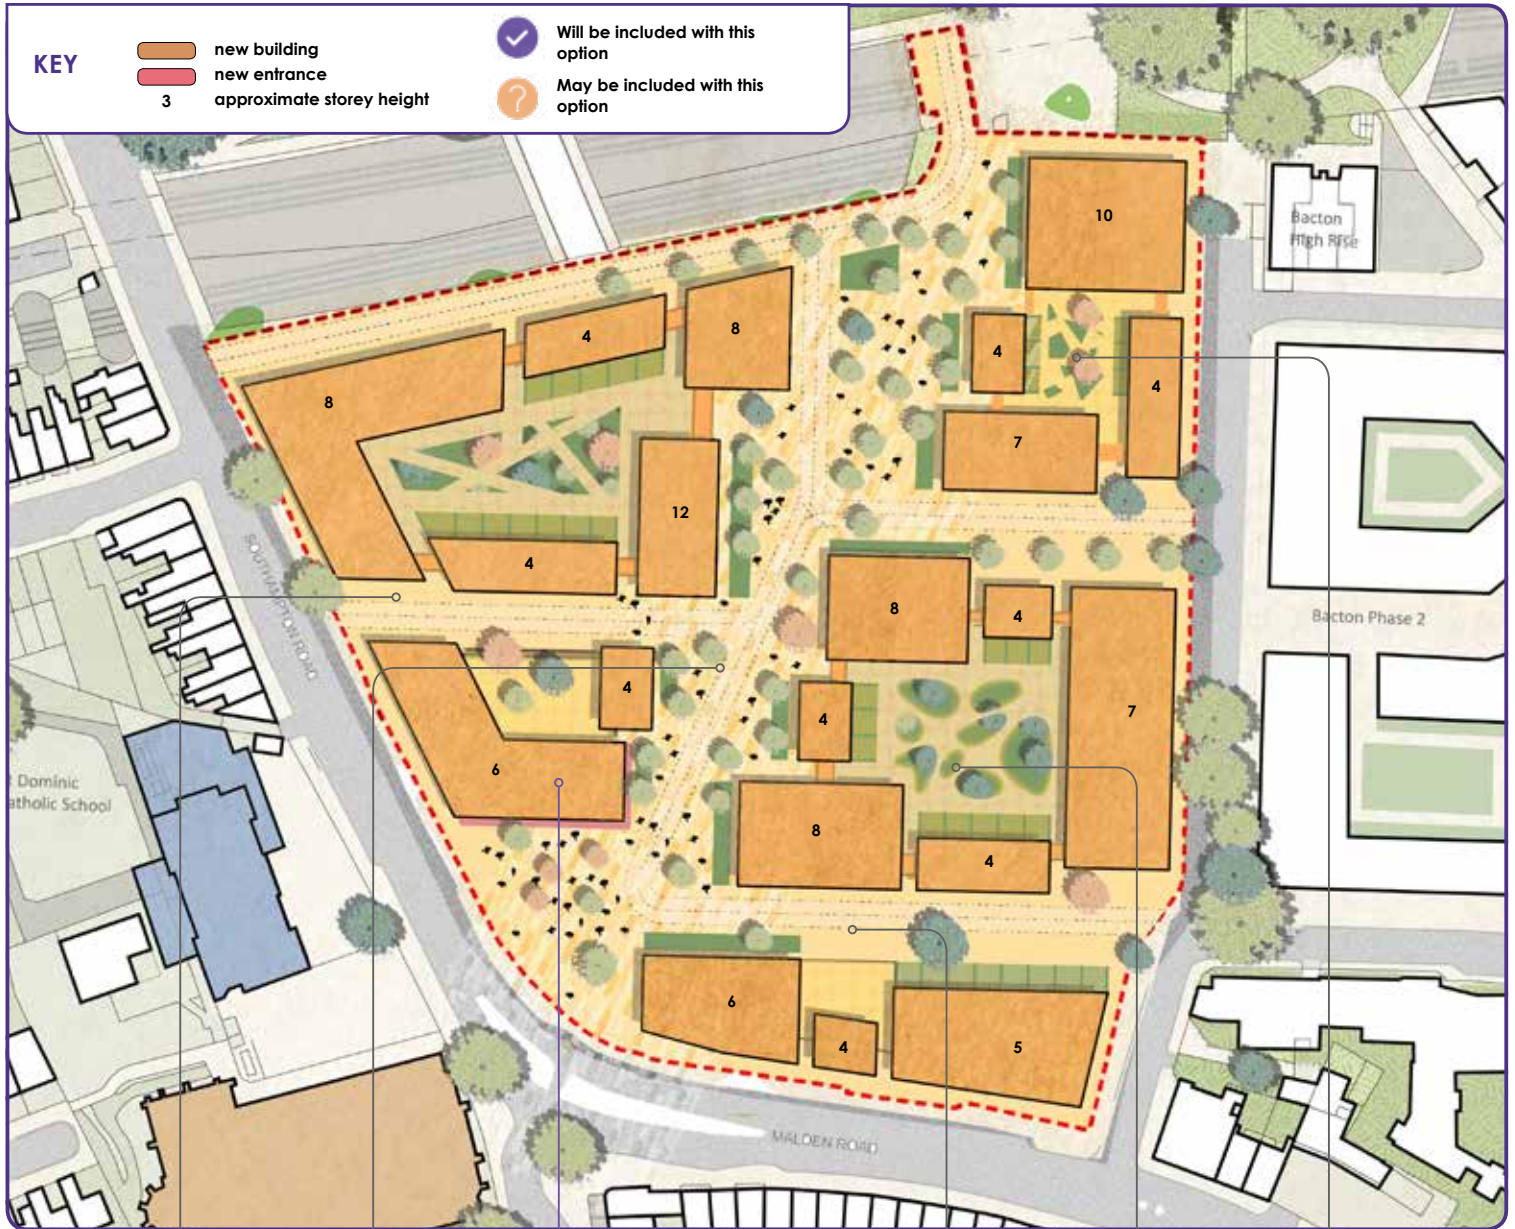 KEY
new building
new entrance
3
approximate storey height
Will be included with this
option
?
May be included with this
option
10
Bacton
High Rise
4
8
4
4
8
7
12
4
8
4
4
7
4
6
8
4
6
4
5
SOUTHAMPTON ROAD
Bacton Phase 2
Dominic
atholic School
MALDEN ROAD